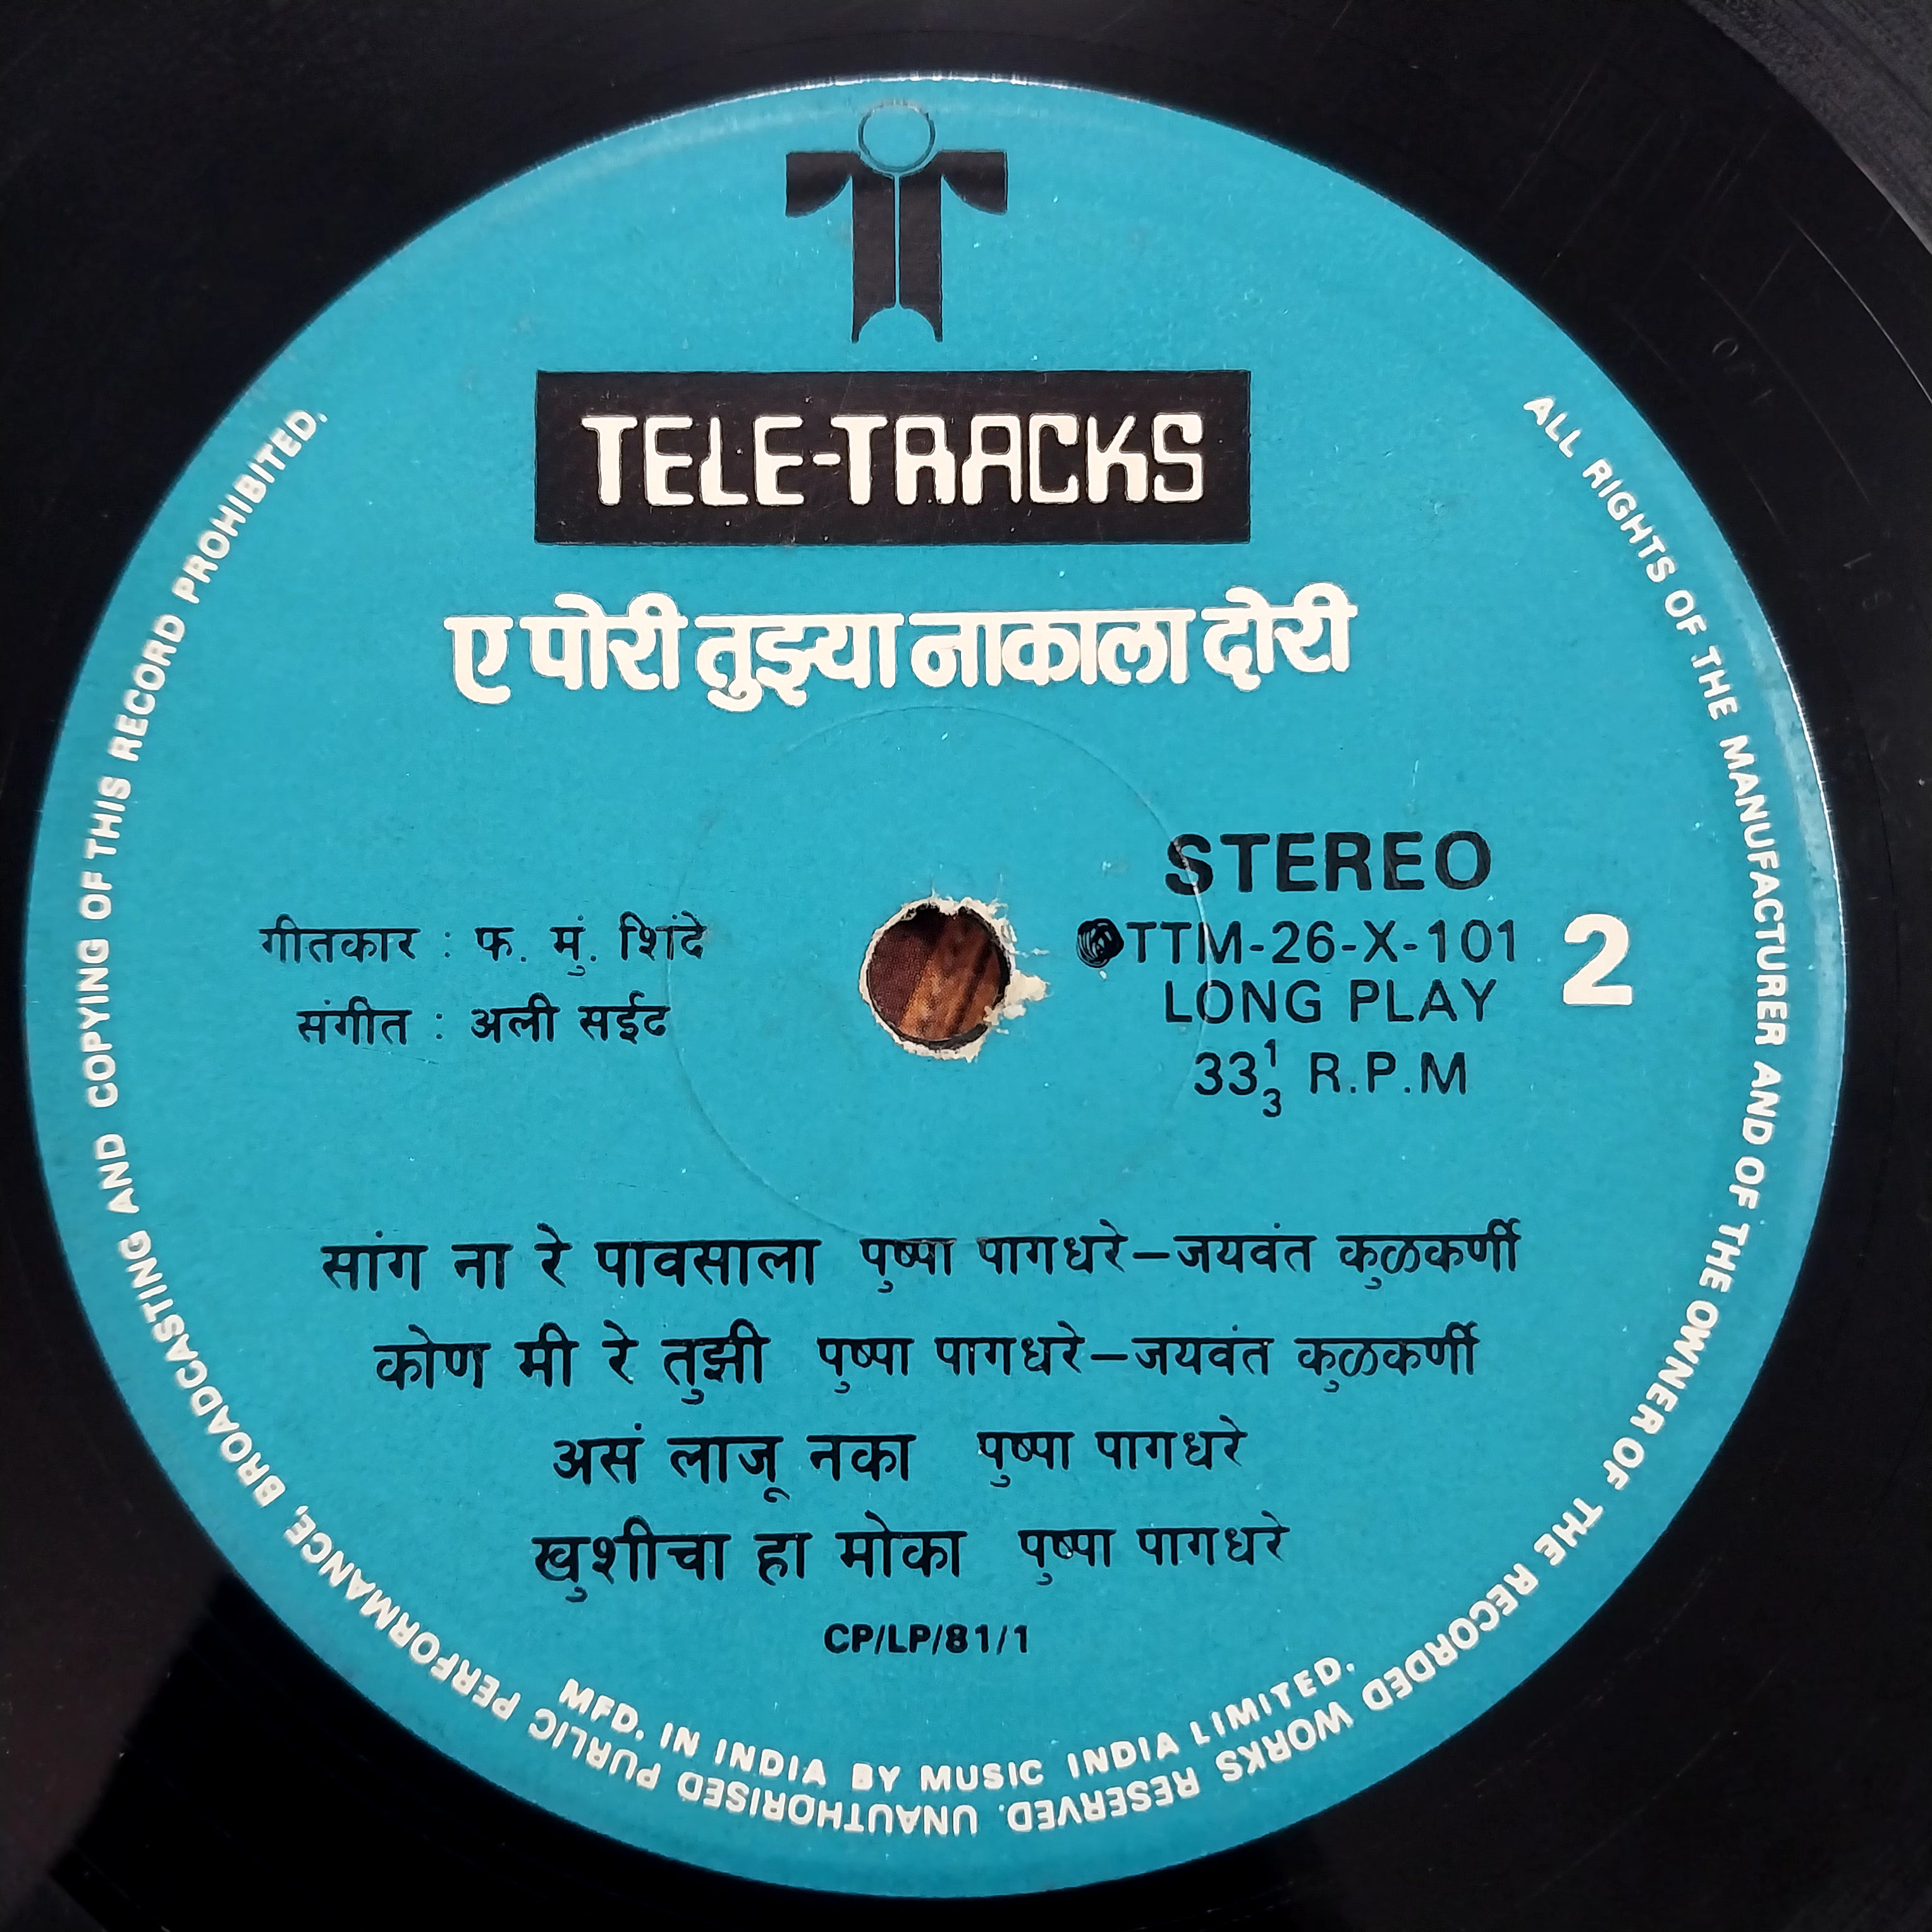 TELE-TRACKS
ए पोरी तुझ्या नाकाला दोरी
गीतकार : फ. मुं. शिंदे
संगीत : अली सईद
STEREO
TTM-26-X-101
LONG PLAY
33 1/3 R.P.M
2
सांग ना रे पावसाला पुष्पा पागधरे–जयवंत कुळकर्णी
कोण मी रे तुझी पुष्पा पागधरे–जयवंत कुळकर्णी
असं लाजू नका पुष्पा पागधरे
खुशीचा हा मोका पुष्पा पागधरे
CP/LP/81/1
MFD. IN INDIA BY MUSIC INDIA LIMITED.
ALL RIGHTS OF THE MANUFACTURER AND OF THE OWNER OF THE RECORDED WORKS RESERVED. UNAUTHORISED PUBLIC PERFORMANCE, BROADCASTING AND COPYING OF THIS RECORD PROHIBITED.